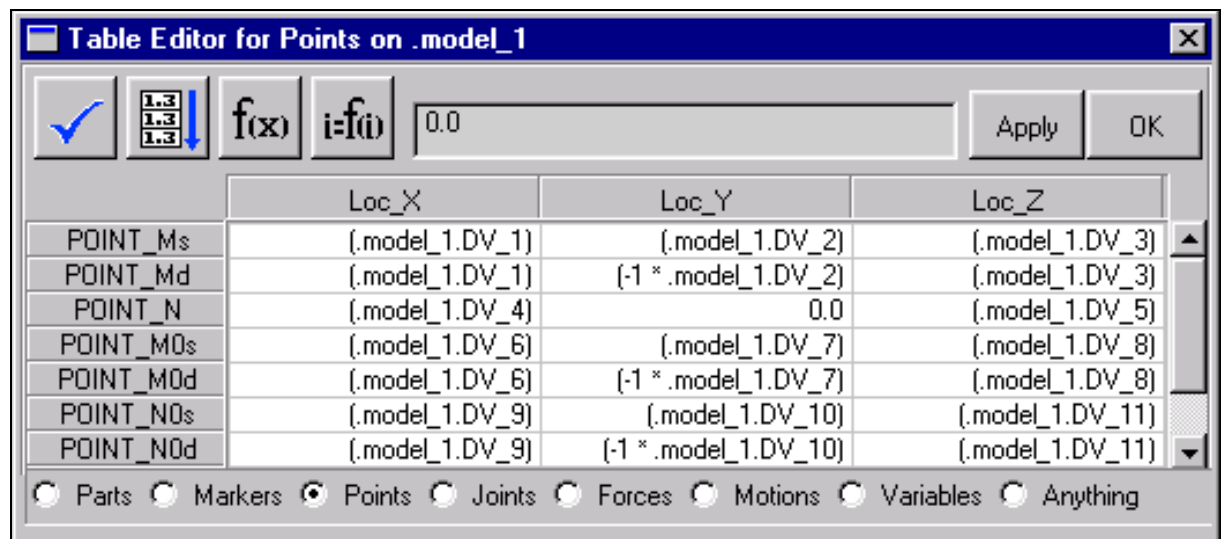 Table Editor for Points on .model_1
1.3
1.3
1.3
f(x) i=f(i) 0.0 Apply OK
Loc_X Loc_Y Loc_Z
POINT_Ms (.model_1.DV_1) (.model_1.DV_2) (.model_1.DV_3)
POINT_Md (.model_1.DV_1) (-1 * .model_1.DV_2) (.model_1.DV_3)
POINT_N (.model_1.DV_4) 0.0 (.model_1.DV_5)
POINT_M0s (.model_1.DV_6) (.model_1.DV_7) (.model_1.DV_8)
POINT_M0d (.model_1.DV_6) (-1 * .model_1.DV_7) (.model_1.DV_8)
POINT_N0s (.model_1.DV_9) (.model_1.DV_10) (.model_1.DV_11)
POINT_N0d (.model_1.DV_9) (-1 * .model_1.DV_10) (.model_1.DV_11)
Parts Markers Points Joints Forces Motions Variables Anything